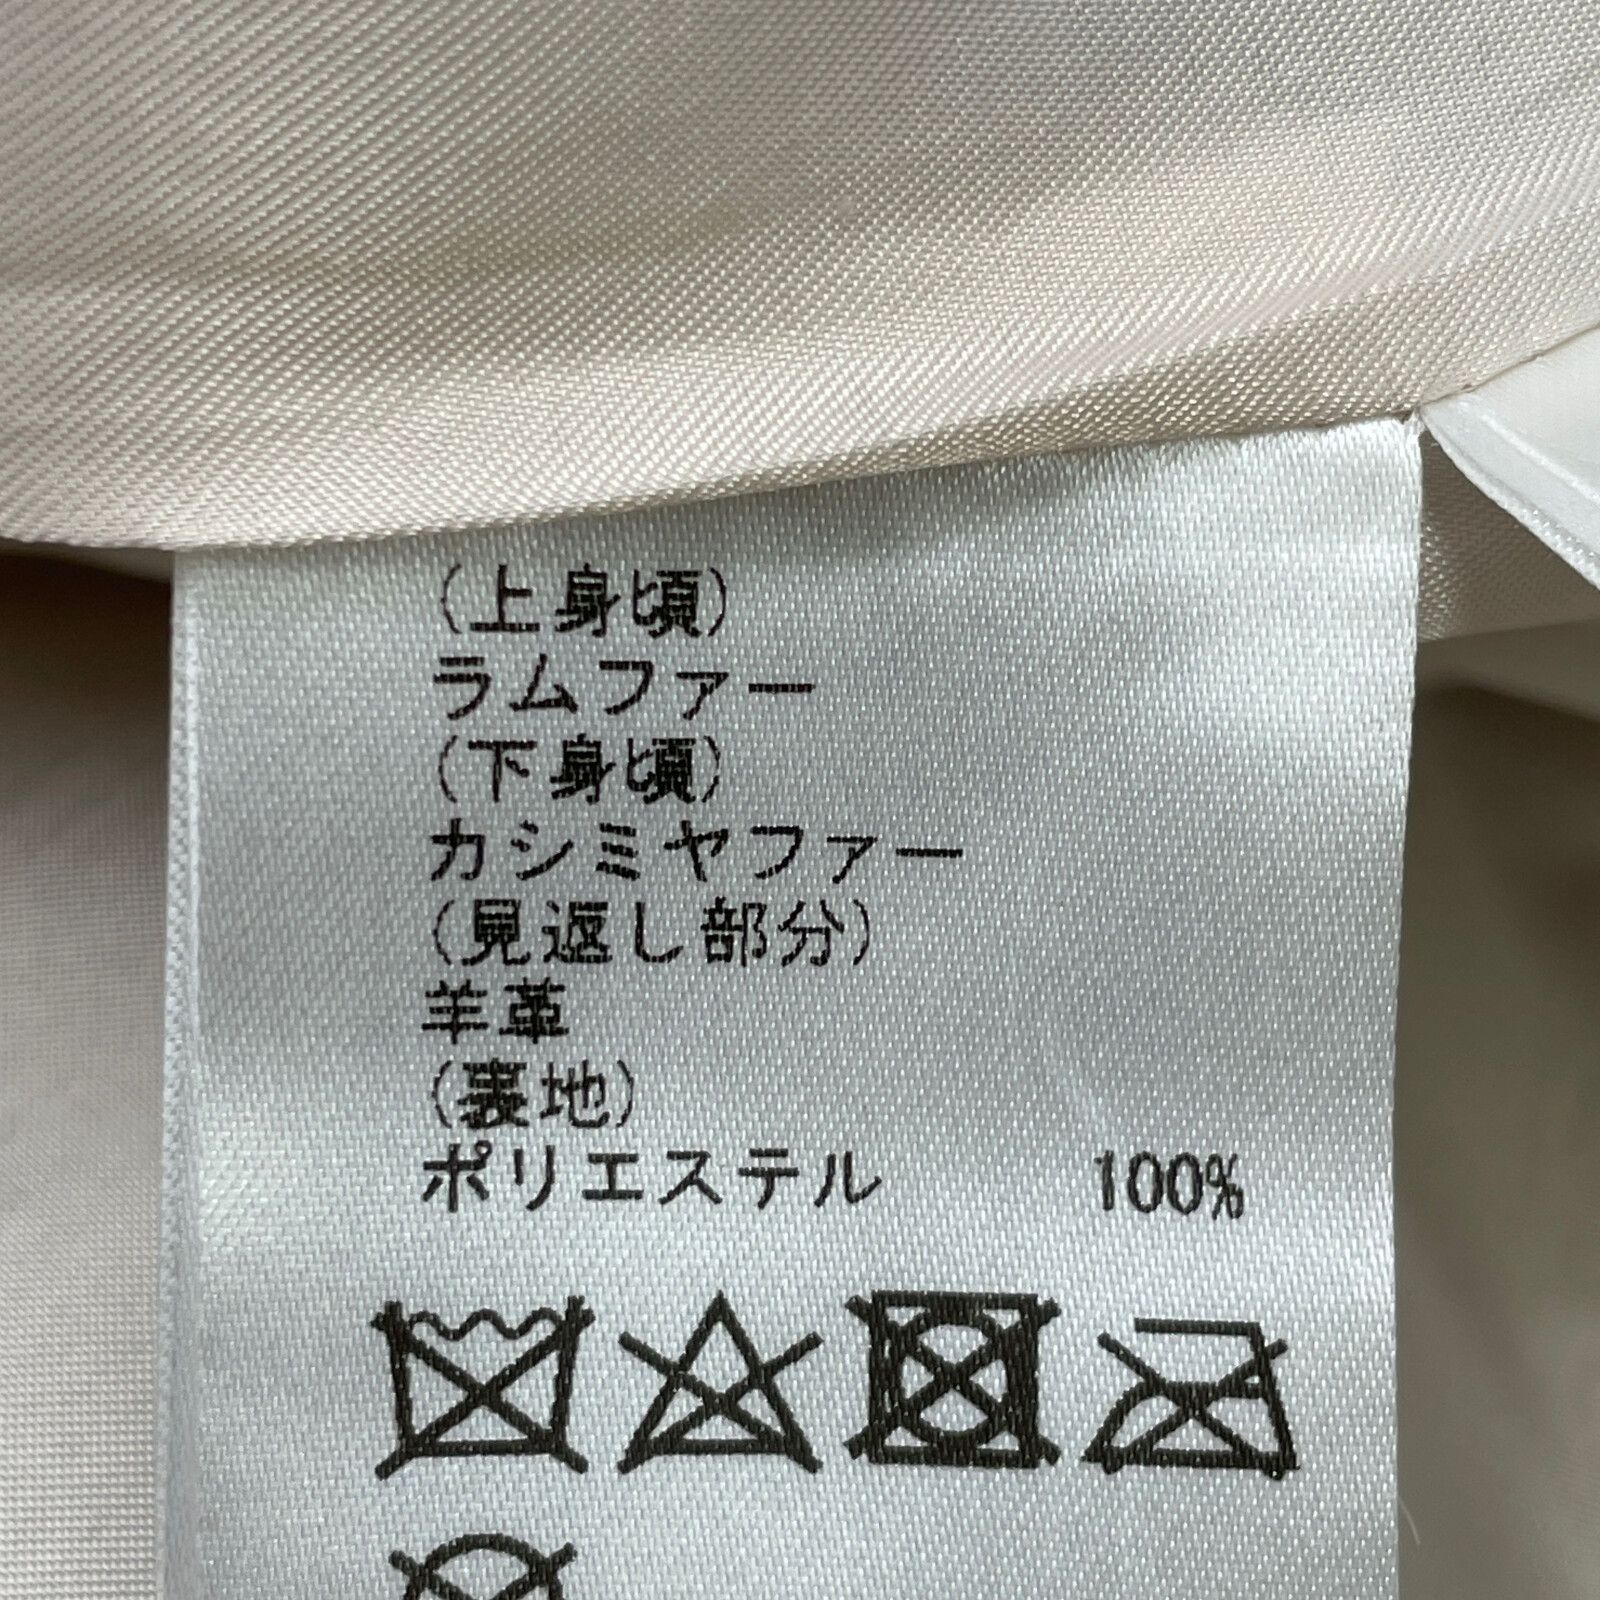 (上身頃)
ラムファー
(下身頃)
カシミヤファー
(見返し部分)
羊革
(裏地)
ポリエステル 100%